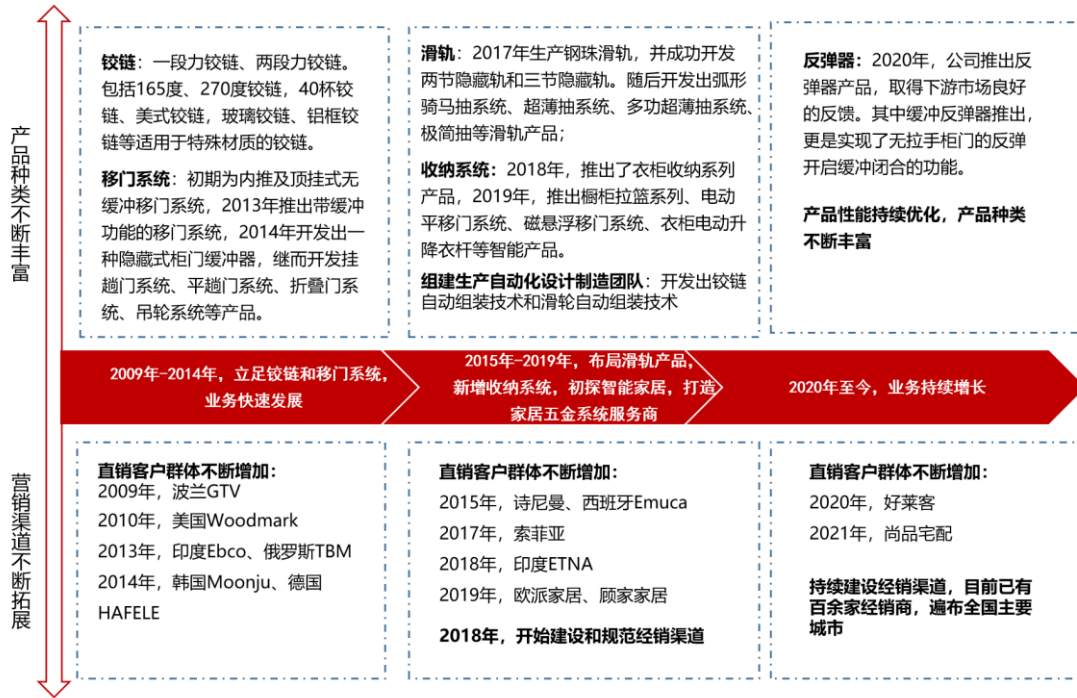 产品种类不断丰富
铰链：一段力铰链、两段力铰链。
包括165度、270度铰链，40杯铰
链、美式铰链，玻璃铰链、铝框铰
链等适用于特殊材质的铰链。
移门系统：初期为内推及顶挂式无
缓冲移门系统，2013年推出带缓冲
功能的移门系统，2014年开发出一
种隐藏式柜门缓冲器，继而开发挂
趟门系统、平趟门系统、折叠门系
统、吊轮系统等产品。
滑轨：2017年生产钢珠滑轨，并成功开发
两节隐藏轨和三节隐藏轨。随后开发出弧形
骑马抽系统、超薄抽系统、多功超薄抽系统、
极简抽等滑轨产品；
收纳系统：2018年，推出了衣柜收纳系列
产品，2019年，推出橱柜拉篮系列、电动
平移门系统、磁悬浮移门系统、衣柜电动升
降衣杆等智能产品。
组建生产自动化设计制造团队：开发出铰链
自动组装技术和滑轮自动组装技术
反弹器：2020年，公司推出反
弹器产品，取得下游市场良好
的反馈。其中缓冲反弹器推出，
更是实现了无拉手柜门的反弹
开启缓冲闭合的功能。
产品性能持续优化，产品种类
不断丰富
2009年-2014年，立足铰链和移门系统，
业务快速发展
2015年-2019年，布局滑轨产品，
新增收纳系统，初探智能家居，打造
家居五金系统服务商
2020年至今，业务持续增长
营销渠道不断拓展
直销客户群体不断增加：
2009年，波兰GTV
2010年，美国Woodmark
2013年，印度Ebco、俄罗斯TBM
2014年，韩国Moonju、德国
HAFELE
直销客户群体不断增加：
2015年，诗尼曼、西班牙Emuca
2017年，索菲亚
2018年，印度ETNA
2019年，欧派家居、顾家家居
2018年，开始建设和规范经销渠道
直销客户群体不断增加：
2020年，好莱客
2021年，尚品宅配
持续建设经销渠道，目前已有
百余家经销商，遍布全国主要
城市